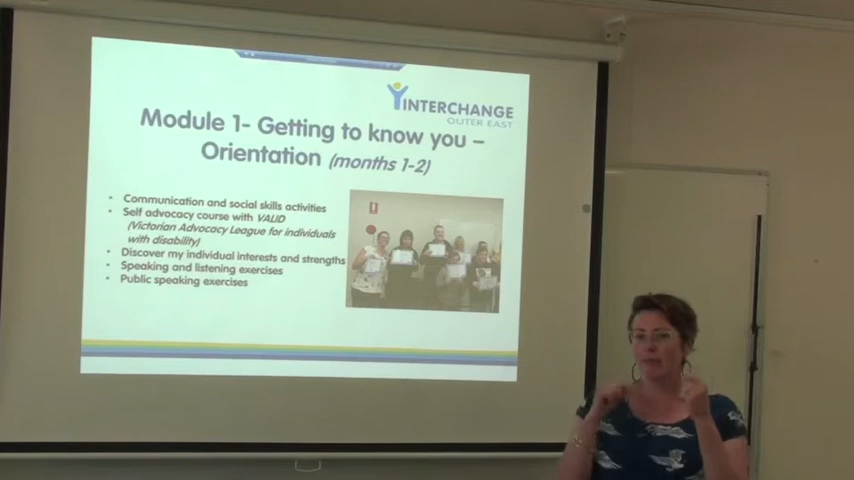 INTERCHANGE
OUTER EAST
Module 1- Getting to know you –
Orientation (months 1-2)
• Communication and social skills activities
• Self advocacy course with VALID
(Victorian Advocacy League for individuals
with disability)
• Discover my individual interests and strengths
• Speaking and listening exercises
• Public speaking exercises